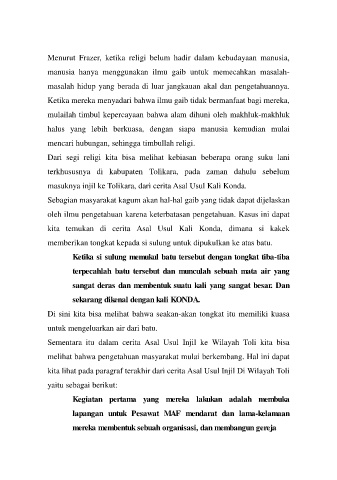 Menurut Frazer, ketika religi belum hadir dalam kebudayaan manusia,
manusia hanya menggunakan ilmu gaib untuk memecahkan masalah-
masalah hidup yang berada di luar jangkauan akal dan pengetahuannya.
Ketika mereka menyadari bahwa ilmu gaib tidak bermanfaat bagi mereka,
mulailah timbul kepercayaan bahwa alam dihuni oleh makhluk-makhluk
halus yang lebih berkuasa, dengan siapa manusia kemudian mulai
mencari hubungan, sehingga timbullah religi.
Dari segi religi kita bisa melihat kebiasan beberapa orang suku lani
terkhususnya di kabupaten Tolikara, pada zaman dahulu sebelum
masuknya injil ke Tolikara, dari cerita Asal Usul Kali Konda.
Sebagian masyarakat kagum akan hal-hal gaib yang tidak dapat dijelaskan
oleh ilmu pengetahuan karena keterbatasan pengetahuan. Kasus ini dapat
kita temukan di cerita Asal Usul Kali Konda, dimana si kakek
memberikan tongkat kepada si sulung untuk dipukulkan ke atas batu.
Ketika si sulung memukul batu tersebut dengan tongkat tiba-tiba
terpecahlah batu tersebut dan munculah sebuah mata air yang
sangat deras dan membentuk suatu kali yang sangat besar. Dan
sekarang dikenal dengan kali KONDA.
Di sini kita bisa melihat bahwa seakan-akan tongkat itu memiliki kuasa
untuk mengeluarkan air dari batu.
Sementara itu dalam cerita Asal Usul Injil ke Wilayah Toli kita bisa
melihat bahwa pengetahuan masyarakat mulai berkembang. Hal ini dapat
kita lihat pada paragraf terakhir dari cerita Asal Usul Injil Di Wilayah Toli
yaitu sebagai berikut:
Kegiatan pertama yang mereka lakukan adalah membuka
lapangan untuk Pesawat MAF mendarat dan lama-kelamaan
mereka membentuk sebuah organisasi, dan membangun gereja